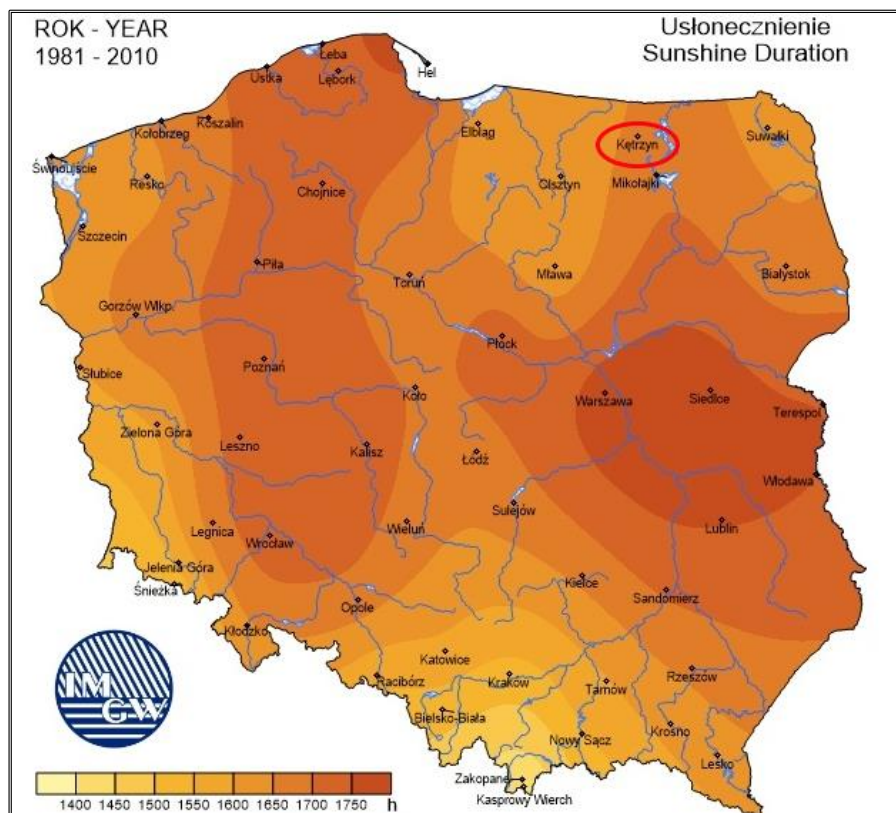 ROK - YEAR
1981 - 2010
Usłonecznienie
Sunshine Duration
Łeba
Ustka
Lębork
Hel
Kołobrzeg
Koszalin
Elbląg
Kętrzyn
Suwałki
Świnoujście
Resko
Chojnice
Olsztyn
Mikołajki
Szczecin
Piła
Toruń
Mława
Białystok
Gorzów Wlkp.
Płock
Słubice
Poznań
Koło
Warszawa
Siedlce
Terespol
Zielona Góra
Leszno
Kalisz
Łódź
Włodawa
Sulejów
Legnica
Wrocław
Wieluń
Lublin
Jelenia Góra
Śnieżka
Opole
Kielce
Sandomierz
Kłodzko
Katowice
Racibórz
Kraków
Tarnów
Rzeszów
Bielsko-Biała
Nowy Sącz
Krosno
Lesko
Zakopane
Kasprowy Wierch
IM
GW
1400 1450 1500 1550 1600 1650 1700 1750 h